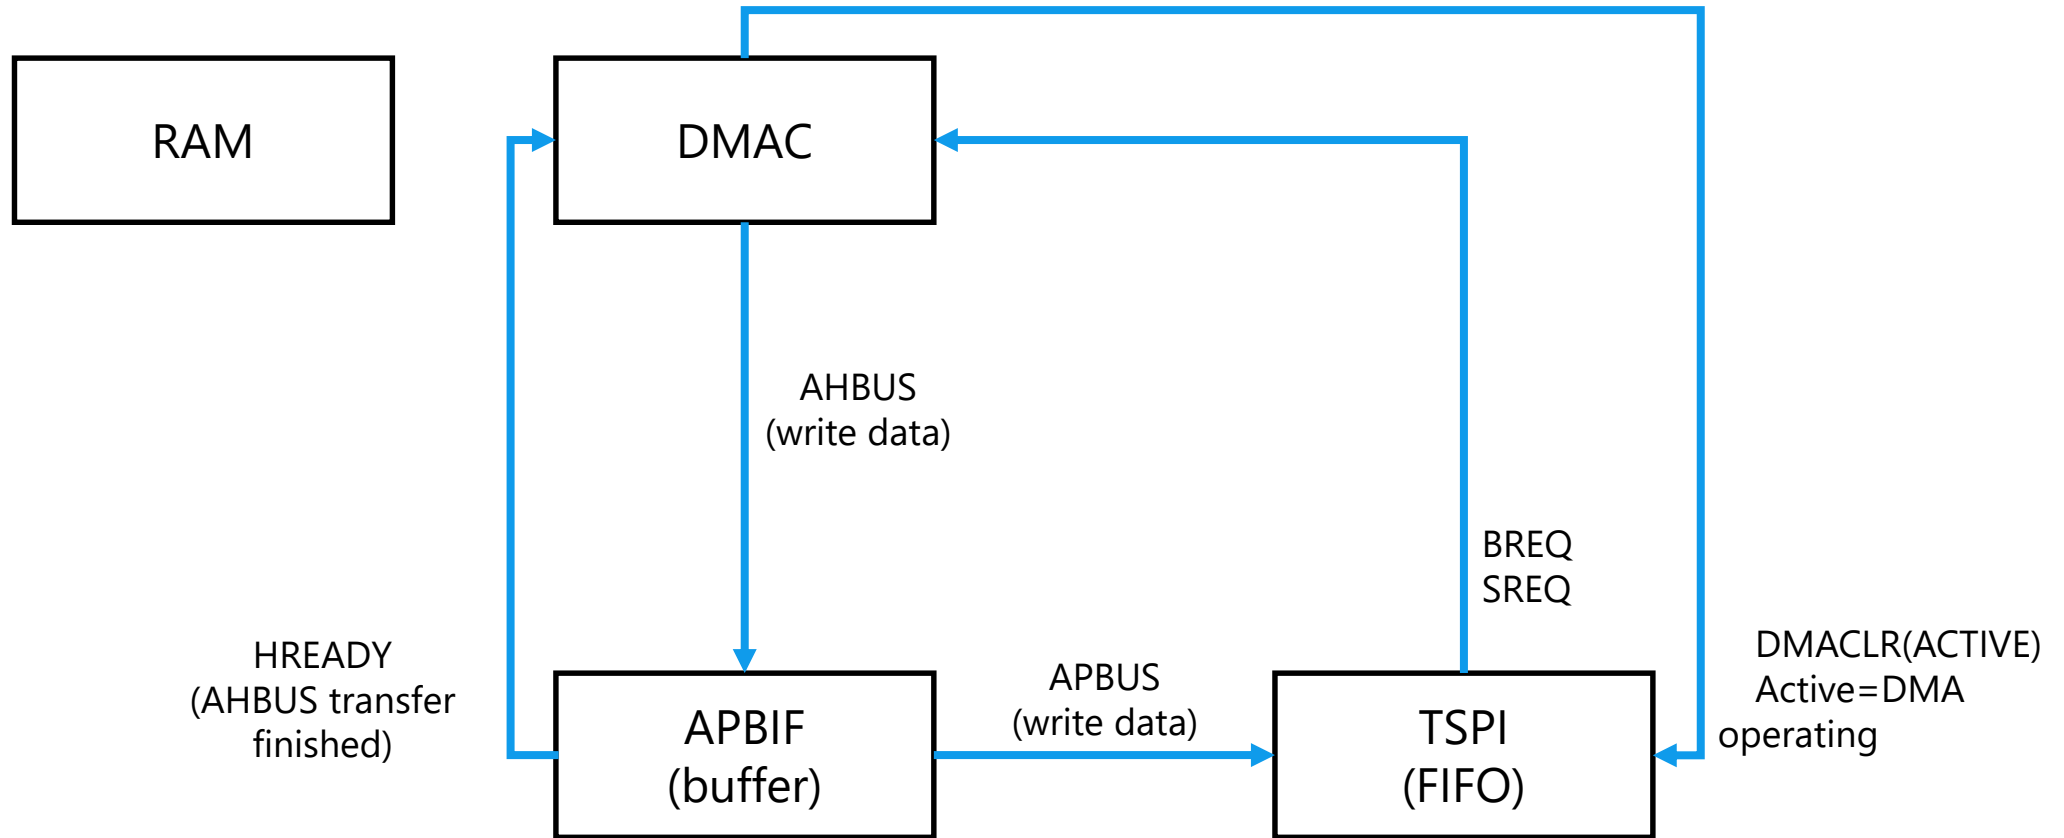 RAM
DMAC
AHBUS
(write data)
BREQ
SREQ
HREADY
(AHBUS transfer
finished)
APBIF
(buffer)
APBUS
(write data)
TSPI
(FIFO)
DMACLR(ACTIVE)
Active=DMA
operating